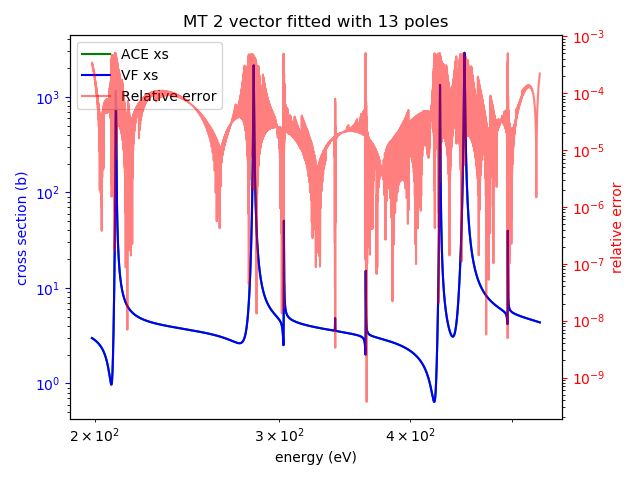 MT 2 vector fitted with 13 poles
ACE xs
VF xs
Relative error
10³
10²
10¹
10⁰
cross section (b)
10⁻³
10⁻⁴
10⁻⁵
10⁻⁶
10⁻⁷
10⁻⁸
10⁻⁹
relative error
2 × 10² 3 × 10² 4 × 10²
energy (eV)